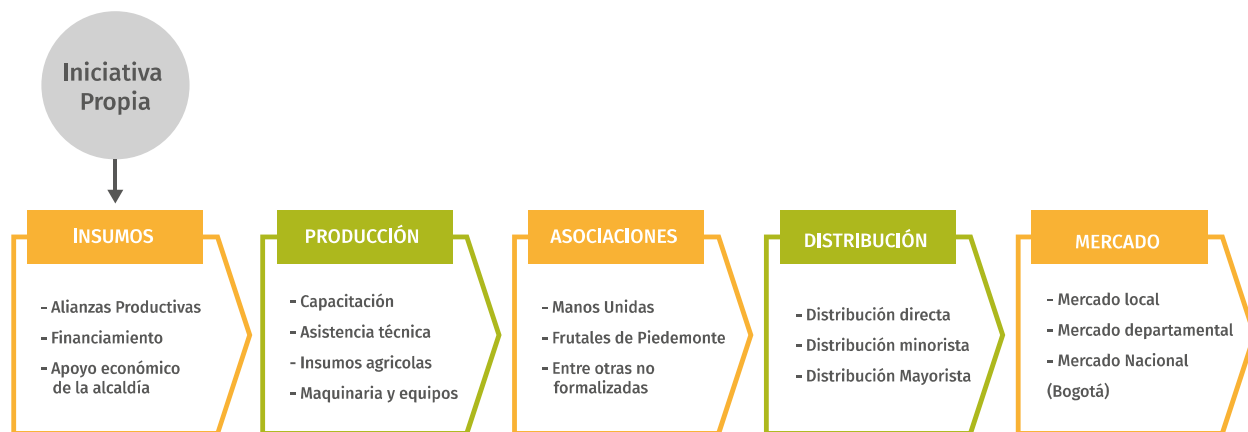 Iniciativa
Propia
INSUMOS
- Alianzas Productivas
- Financiamiento
- Apoyo económico
de la alcaldía
PRODUCCIÓN
- Capacitación
- Asistencia técnica
- Insumos agricolas
- Maquinaria y equipos
ASOCIACIONES
- Manos Unidas
- Frutales de Piedemonte
- Entre otras no
formalizadas
DISTRIBUCIÓN
- Distribución directa
- Distribución minorista
- Distribución Mayorista
MERCADO
- Mercado local
- Mercado departamental
- Mercado Nacional
(Bogotá)